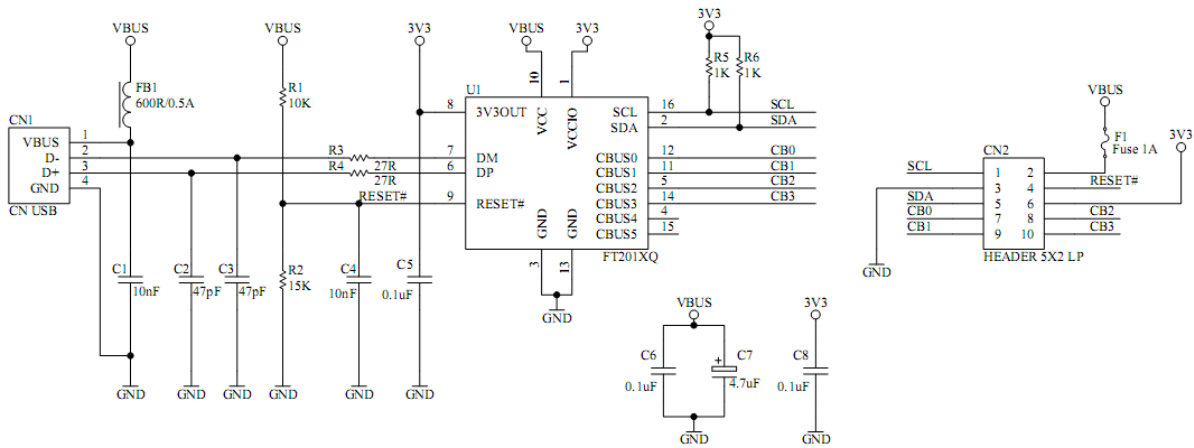 VBUS
FB1
600R/0.5A
CN1
VBUS 1
D- 2
D+ 3
GND 4
CN USB
C1
10nF
GND
C2
47pF
GND
C3
47pF
GND
VBUS
R1
10K
R2
15K
GND
R3
27R
R4
27R
RESET#
C4
10nF
GND
3V3
C5
0.1uF
GND
VBUS
3V3
U1
10
1
VCC
VCCIO
8 3V3OUT
7 DM
6 DP
9 RESET#
SCL 16 SCL
SDA 2 SDA
CBUS0 12 CB0
CBUS1 11 CB1
CBUS2 5 CB2
CBUS3 14 CB3
CBUS4 4
CBUS5 15
GND
GND
3
13
FT201XQ
GND
3V3
R5
1K
R6
1K
VBUS
C6
0.1uF
C7
+
4.7uF
GND
3V3
C8
0.1uF
GND
VBUS
F1
Fuse 1A
3V3
CN2
SCL 1 2
3 4 RESET#
SDA 5 6
CB0 7 8 CB2
CB1 9 10 CB3
HEADER 5X2 LP
GND